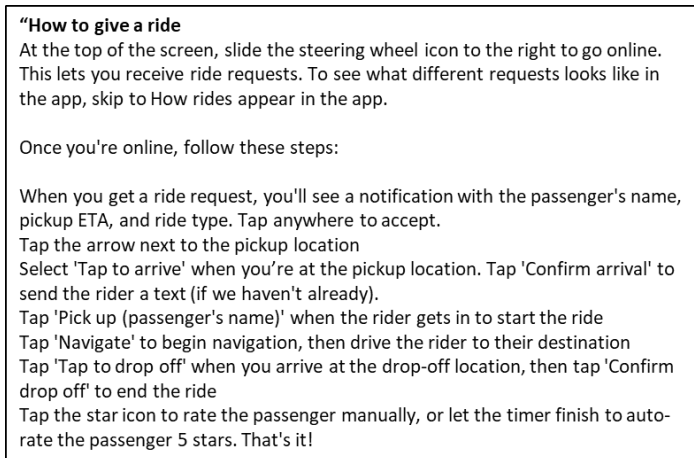 “How to give a ride
At the top of the screen, slide the steering wheel icon to the right to go online.
This lets you receive ride requests. To see what different requests looks like in
the app, skip to How rides appear in the app.
Once you're online, follow these steps:
When you get a ride request, you'll see a notification with the passenger's name,
pickup ETA, and ride type. Tap anywhere to accept.
Tap the arrow next to the pickup location
Select 'Tap to arrive' when you’re at the pickup location. Tap 'Confirm arrival' to
send the rider a text (if we haven't already).
Tap 'Pick up (passenger's name)' when the rider gets in to start the ride
Tap 'Navigate' to begin navigation, then drive the rider to their destination
Tap 'Tap to drop off' when you arrive at the drop-off location, then tap 'Confirm
drop off' to end the ride
Tap the star icon to rate the passenger manually, or let the timer finish to auto-
rate the passenger 5 stars. That's it!